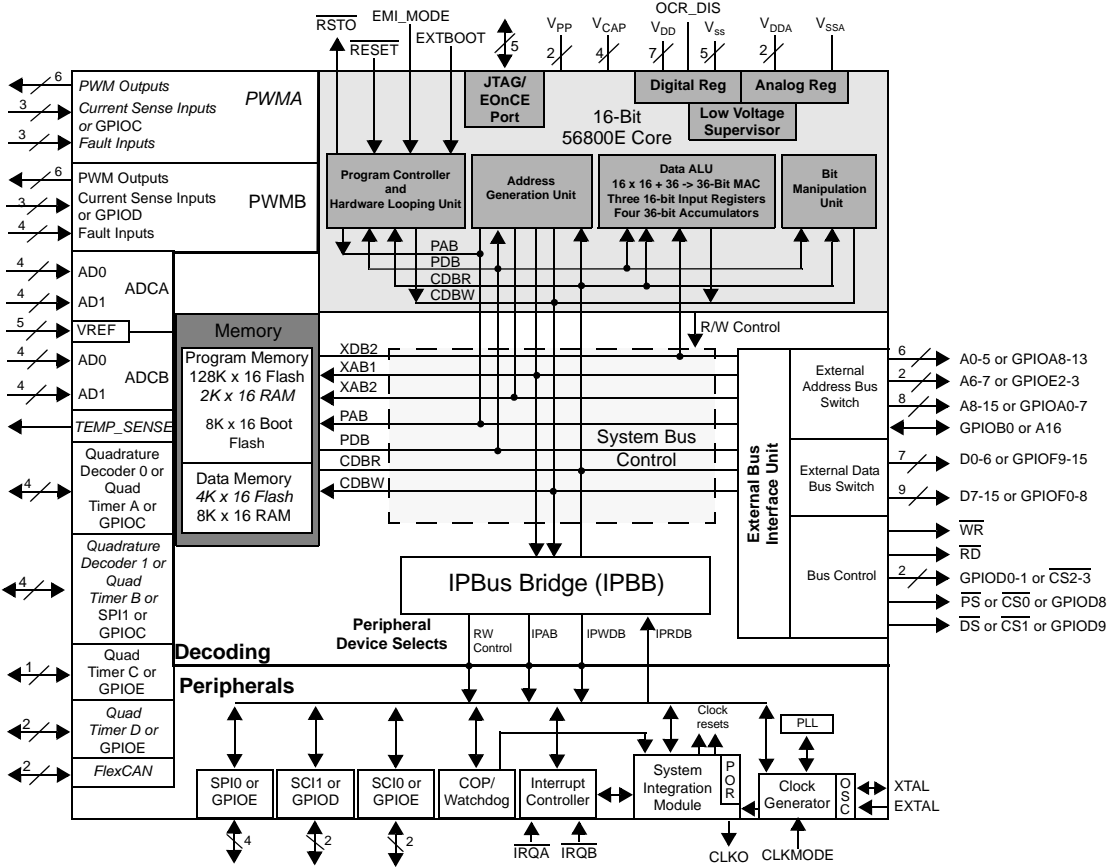 RSTO
EMI_MODE
RESET
EXTBOOT
5
VPP
2
VCAP
4
OCR_DIS
VDD
7
Vss
5
VDDA
2
VSSA
6
PWM Outputs
PWMA
3
Current Sense Inputs
or GPIOC
3
Fault Inputs
6
PWM Outputs
3
Current Sense Inputs
or GPIOD
PWMB
4
Fault Inputs
4
AD0
ADCA
4
AD1
5
VREF
4
AD0
ADCB
4
AD1
TEMP_SENSE
4
Quadrature
Decoder 0 or
Quad
Timer A or
GPIOC
4
Quadrature
Decoder 1 or
Quad
Timer B or
SPI1 or
GPIOC
1
Quad
Timer C or
GPIOE
2
Quad
Timer D or
GPIOE
2
FlexCAN
JTAG/
EOnCE
Port
Digital Reg
Analog Reg
Low Voltage
Supervisor
16-Bit
56800E Core
Program Controller
and
Hardware Looping Unit
Address
Generation Unit
Data ALU
16 x 16 + 36 -> 36-Bit MAC
Three 16-bit Input Registers
Four 36-bit Accumulators
Bit
Manipulation
Unit
PAB
PDB
CDBR
CDBW
R/W Control
Memory
Program Memory
128K x 16 Flash
2K x 16 RAM
8K x 16 Boot
Flash
Data Memory
4K x 16 Flash
8K x 16 RAM
XDB2
XAB1
XAB2
PAB
PDB
CDBR
CDBW
System Bus
Control
External Bus
Interface Unit
External
Address Bus
Switch
External Data
Bus Switch
Bus Control
6
A0-5 or GPIOA8-13
2
A6-7 or GPIOE2-3
8
A8-15 or GPIOA0-7
GPIOB0 or A16
7
D0-6 or GPIOF9-15
9
D7-15 or GPIOF0-8
WR
RD
2
GPIOD0-1 or CS2-3
PS or CS0 or GPIOD8
DS or CS1 or GPIOD9
IPBus Bridge (IPBB)
Peripheral
Device Selects
RW
Control
IPAB
IPWDB
IPRDB
Decoding
Peripherals
Clock
resets
PLL
SPI0 or
GPIOE
SCI1 or
GPIOD
SCI0 or
GPIOE
COP/
Watchdog
Interrupt
Controller
System
Integration
Module
POR
Clock
Generator
OSC
XTAL
EXTAL
4
2
2
IRQA
IRQB
CLKO
CLKMODE